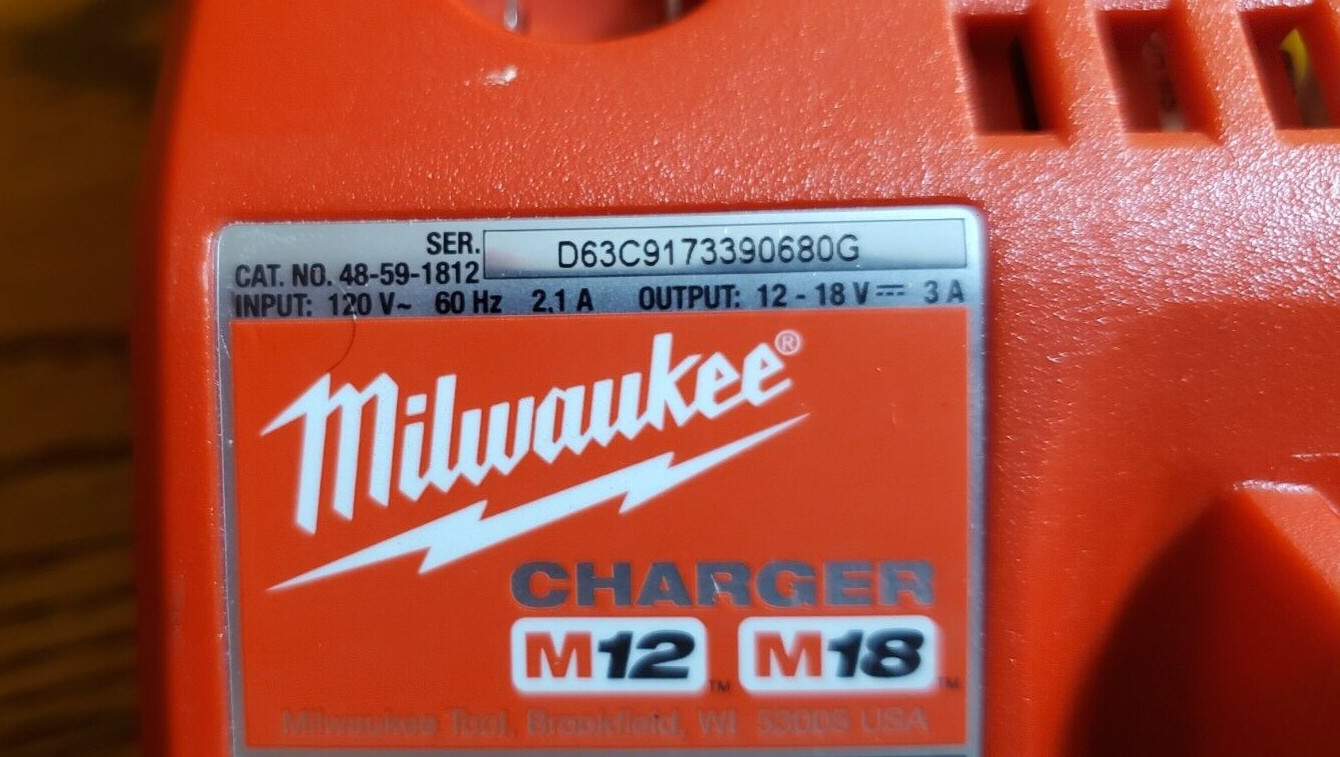 SER. D63C9173390680G
CAT. NO. 48-59-1812
INPUT: 120 V~ 60 Hz 2.1 A OUTPUT: 12 - 18 V⎓ 3 A
Milwaukee®
CHARGER
M12™ M18™
Milwaukee Tool, Brookfield, WI 53005 USA